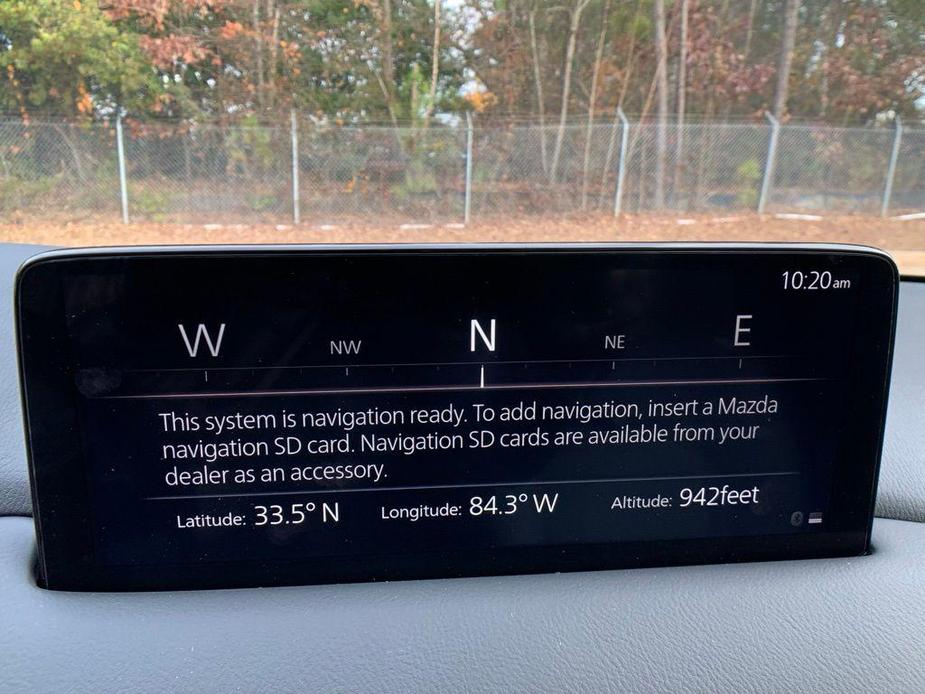 10:20am
W NW N NE E
This system is navigation ready. To add navigation, insert a Mazda
navigation SD card. Navigation SD cards are available from your
dealer as an accessory.
Latitude: 33.5° N Longitude: 84.3° W Altitude: 942feet